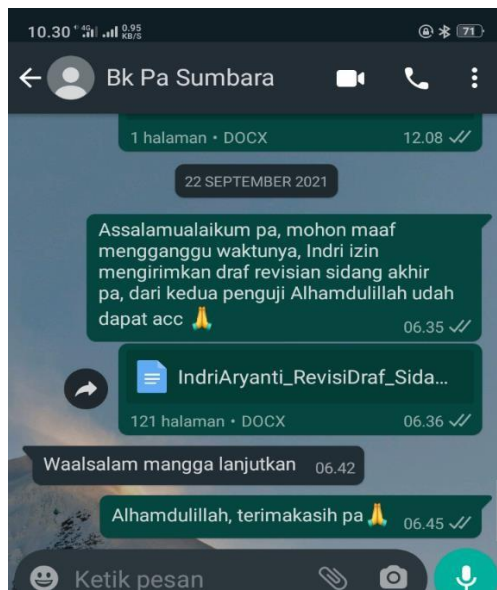 10.30 4G 0.95 KB/S 71
Bk Pa Sumbara
1 halaman • DOCX 12.08
22 SEPTEMBER 2021
Assalamualaikum pa, mohon maaf
mengganggu waktunya, Indri izin
mengirimkan draf revisian sidang akhir
pa, dari kedua penguji Alhamdulillah udah
dapat acc 🙏 06.35
IndriAryanti_RevisiDraf_Sida...
121 halaman • DOCX 06.36
Waalsalam mangga lanjutkan 06.42
Alhamdulillah, terimakasih pa 🙏 06.45
Ketik pesan